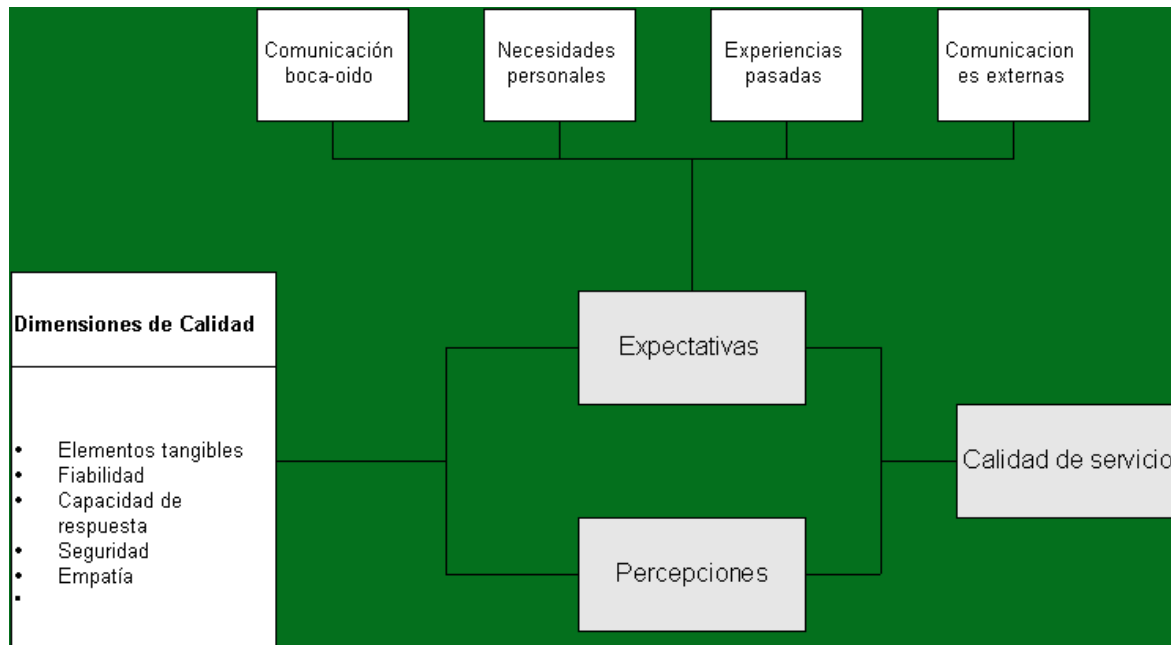 Comunicación
boca-oido
Necesidades
personales
Experiencias
pasadas
Comunicacion
es externas
Dimensiones de Calidad
• Elementos tangibles
• Fiabilidad
• Capacidad de
respuesta
• Seguridad
• Empatía
•
Expectativas
Percepciones
Calidad de servicio